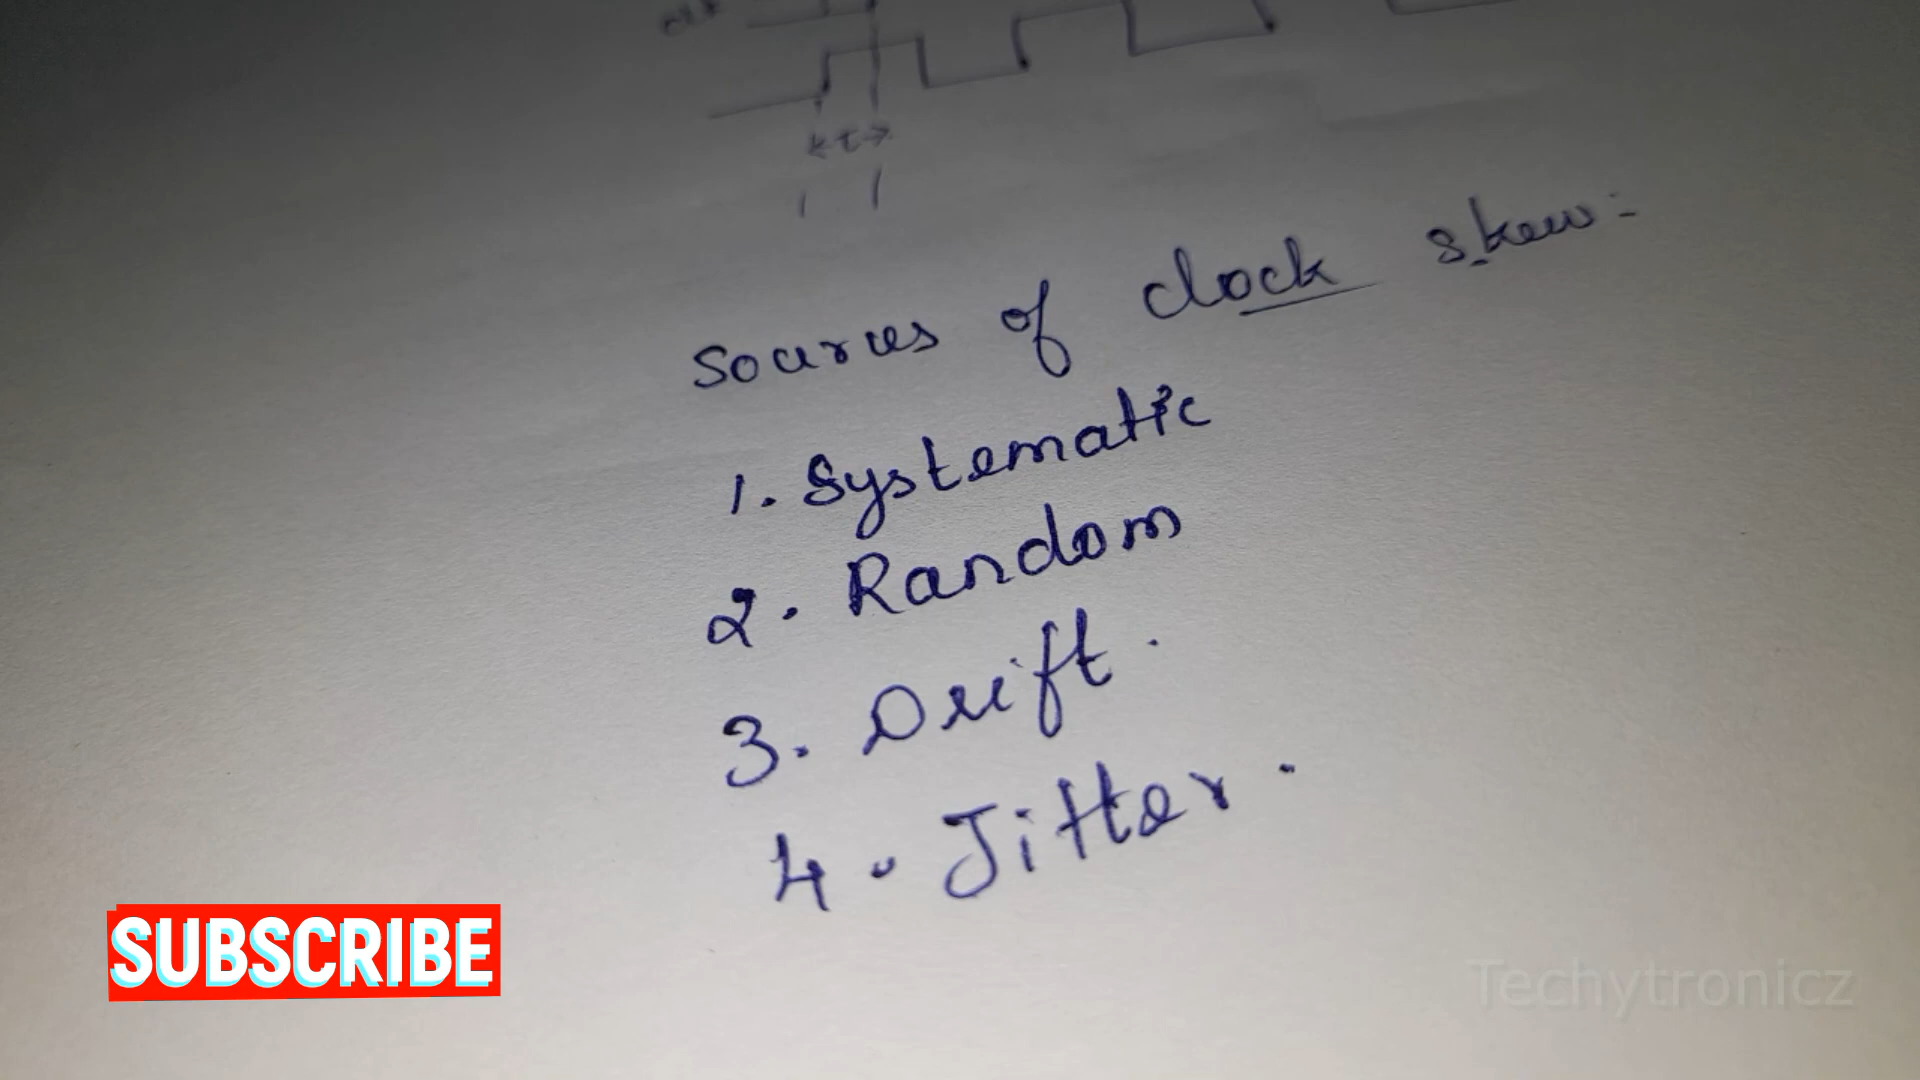 Sources of clock skew:-
1. Systematic
2. Random
3. Drift.
4. Jitter.
SUBSCRIBE
Techytronicz